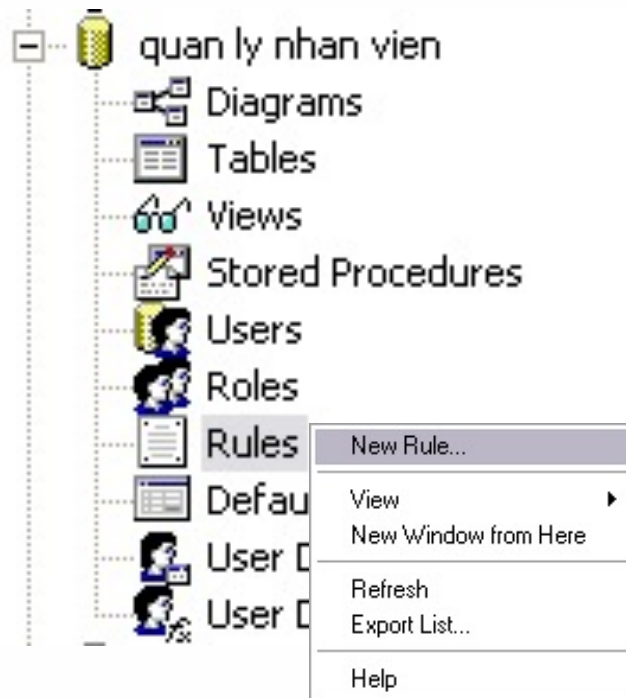 quan ly nhan vien
Diagrams
Tables
Views
Stored Procedures
Users
Roles
Rules
New Rule...
View
New Window from Here
Refresh
Export List...
Help